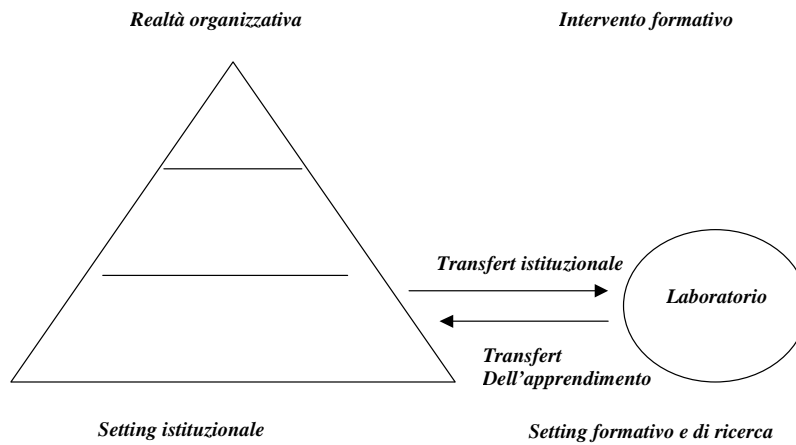 Realtà organizzativa
Intervento formativo
Transfert istituzionale
Laboratorio
Transfert
Dell'apprendimento
Setting istituzionale
Setting formativo e di ricerca